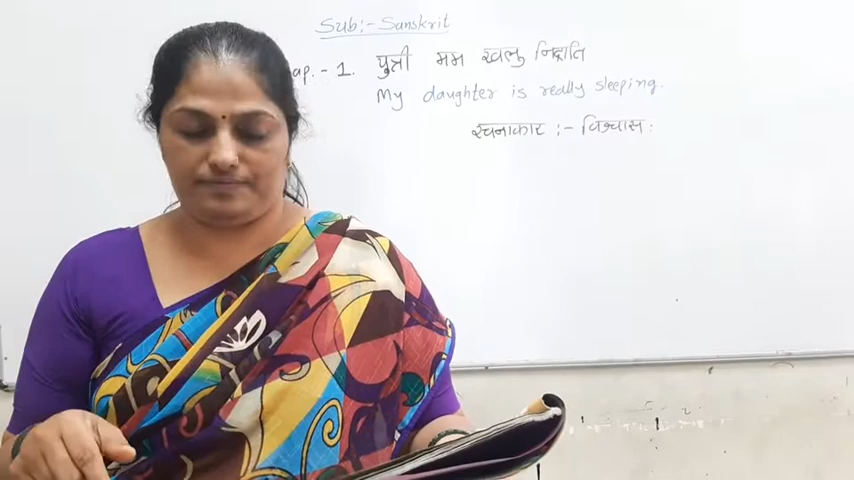 Sub:- Sanskrit
ap. - 1. पुत्री मम खलु निद्राति
My daughter is really sleeping.
रचनाकार :- विश्वासः